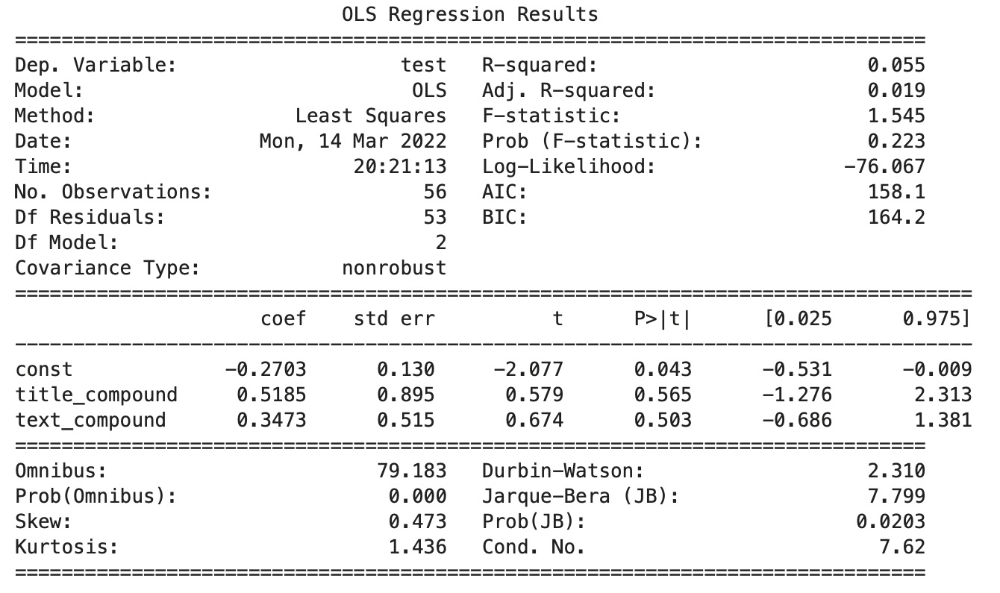 OLS Regression Results
==============================================================================
Dep. Variable:                   test   R-squared:                       0.055
Model:                            OLS   Adj. R-squared:                  0.019
Method:                 Least Squares   F-statistic:                     1.545
Date:                Mon, 14 Mar 2022   Prob (F-statistic):              0.223
Time:                        20:21:13   Log-Likelihood:                -76.067
No. Observations:                  56   AIC:                             158.1
Df Residuals:                      53   BIC:                             164.2
Df Model:                           2
Covariance Type:            nonrobust
==================================================================================
                     coef    std err          t      P>|t|      [0.025      0.975]
----------------------------------------------------------------------------------
const             -0.2703      0.130     -2.077      0.043      -0.531      -0.009
title_compound     0.5185      0.895      0.579      0.565      -1.276       2.313
text_compound      0.3473      0.515      0.674      0.503      -0.686       1.381
==============================================================================
Omnibus:                       79.183   Durbin-Watson:                   2.310
Prob(Omnibus):                  0.000   Jarque-Bera (JB):                7.799
Skew:                           0.473   Prob(JB):                       0.0203
Kurtosis:                       1.436   Cond. No.                         7.62
==============================================================================